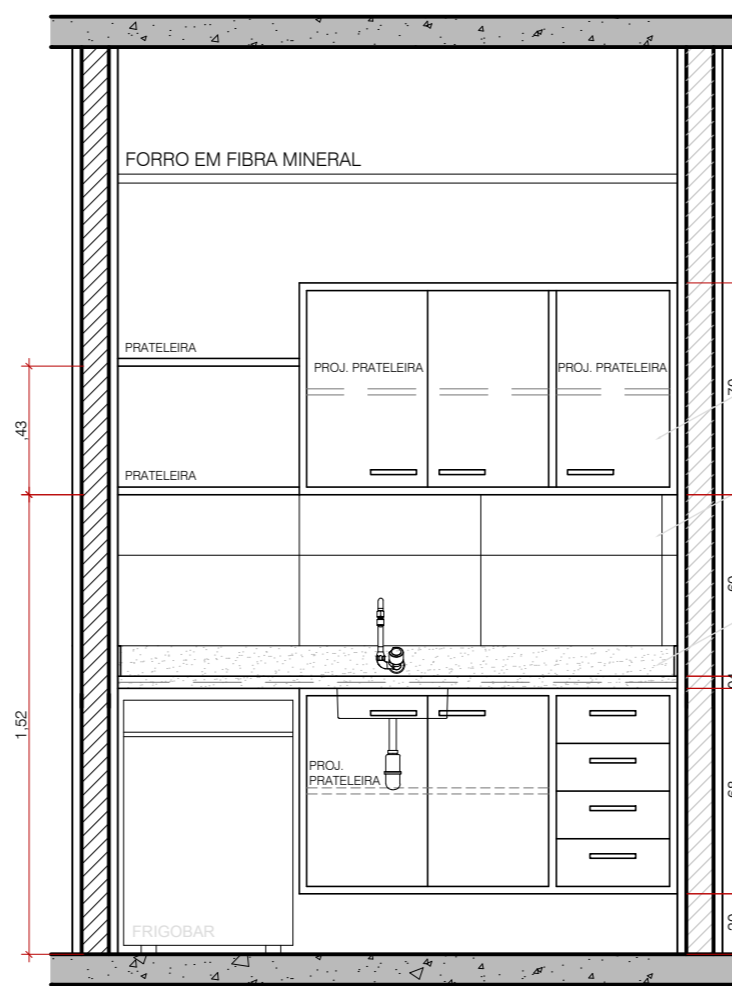 FORRO EM FIBRA MINERAL
PRATELEIRA
PROJ. PRATELEIRA
PROJ. PRATELEIRA
,43
PRATELEIRA
1,52
PROJ.
PRATELEIRA
FRIGOBAR